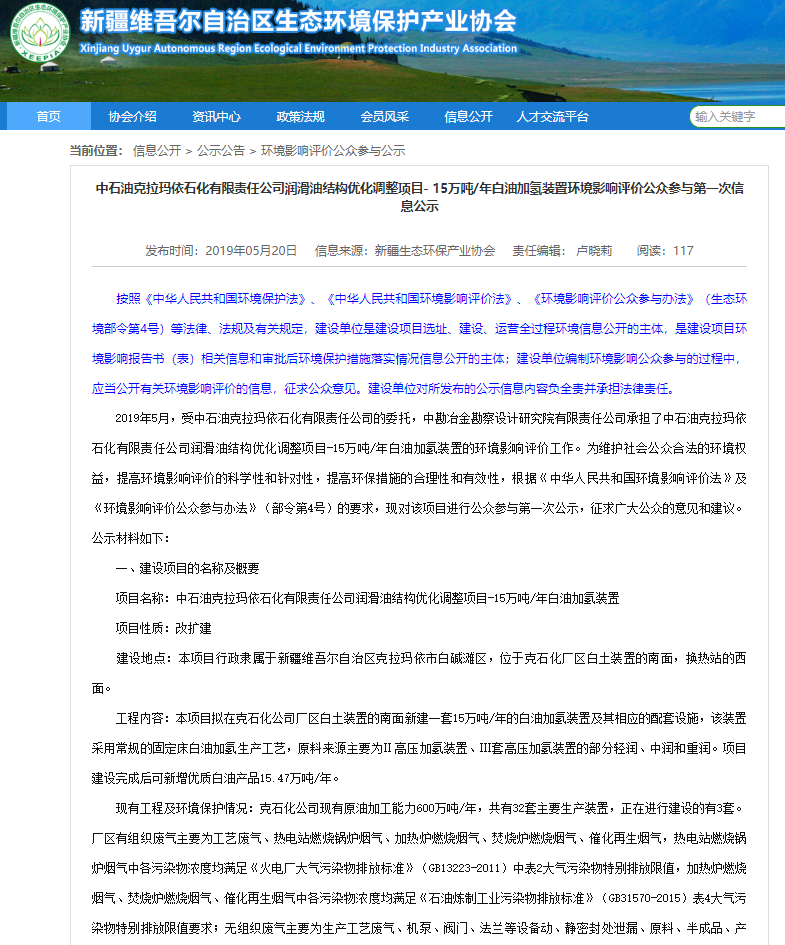 新疆维吾尔自治区生态环境保护产业协会
Xinjiang Uygur Autonomous Region Ecological Environment Protection Industry Association
XEEPIA
首页 协会介绍 资讯中心 政策法规 会员风采 信息公开 人才交流平台 输入关键字
当前位置： 信息公开 > 公示公告 > 环境影响评价公众参与公示
中石油克拉玛依石化有限责任公司润滑油结构优化调整项目- 15万吨/年白油加氢装置环境影响评价公众参与第一次信
息公示
发布时间：2019年05月20日 信息来源：新疆生态环保产业协会 责任编辑： 卢晓莉 阅读：117
按照《中华人民共和国环境保护法》、《中华人民共和国环境影响评价法》、《环境影响评价公众参与办法》（生态环
境部令第4号）等法律、法规及有关规定，建设单位是建设项目选址、建设、运营全过程环境信息公开的主体，是建设项目环
境影响报告书（表）相关信息和审批后环境保护措施落实情况信息公开的主体；建设单位编制环境影响公众参与的过程中，
应当公开有关环境影响评价的信息，征求公众意见。建设单位对所发布的公示信息内容负全责并承担法律责任。
2019年5月，受中石油克拉玛依石化有限责任公司的委托，中勘冶金勘察设计研究院有限责任公司承担了中石油克拉玛依
石化有限责任公司润滑油结构优化调整项目-15万吨/年白油加氢装置的环境影响评价工作。为维护社会公众合法的环境权
益，提高环境影响评价的科学性和针对性，提高环保措施的合理性和有效性，根据《中华人民共和国环境影响评价法》及
《环境影响评价公众参与办法》（部令第4号）的要求，现对该项目进行公众参与第一次公示，征求广大公众的意见和建议。
公示材料如下：
一、建设项目的名称及概要
项目名称：中石油克拉玛依石化有限责任公司润滑油结构优化调整项目-15万吨/年白油加氢装置
项目性质：改扩建
建设地点：本项目行政隶属于新疆维吾尔自治区克拉玛依市白碱滩区，位于克石化厂区白土装置的南面，换热站的西
面。
工程内容：本项目拟在克石化公司厂区白土装置的南面新建一套15万吨/年的白油加氢装置及其相应的配套设施，该装置
采用常规的固定床白油加氢生产工艺，原料来源主要为II高压加氢装置、III套高压加氢装置的部分轻润、中润和重润。项目
建设完成后可新增优质白油产品15.47万吨/年。
现有工程及环境保护情况：克石化公司现有原油加工能力600万吨/年，共有32套主要生产装置，正在进行建设的有3套。
厂区有组织废气主要为工艺废气、热电站燃烧锅炉烟气、加热炉燃烧烟气、焚烧炉燃烧烟气、催化再生烟气，热电站燃烧锅
炉烟气中各污染物浓度均满足《火电厂大气污染物排放标准》（GB13223-2011）中表2大气污染物特别排放限值，加热炉燃烧
烟气、焚烧炉燃烧烟气、催化再生烟气中各污染物浓度均满足《石油炼制工业污染物排放标准》（GB31570-2015）表4大气污
染物特别排放限值要求；无组织废气主要为生产工艺废气、机泵、阀门、法兰等设备动、静密封处泄漏、原料、半成品、产